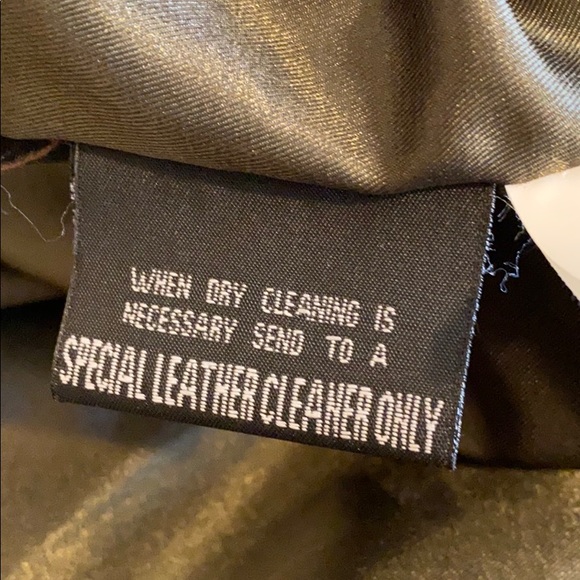 WHEN DRY CLEANING IS
NECESSARY SEND TO A
SPECIAL LEATHER CLEANER ONLY